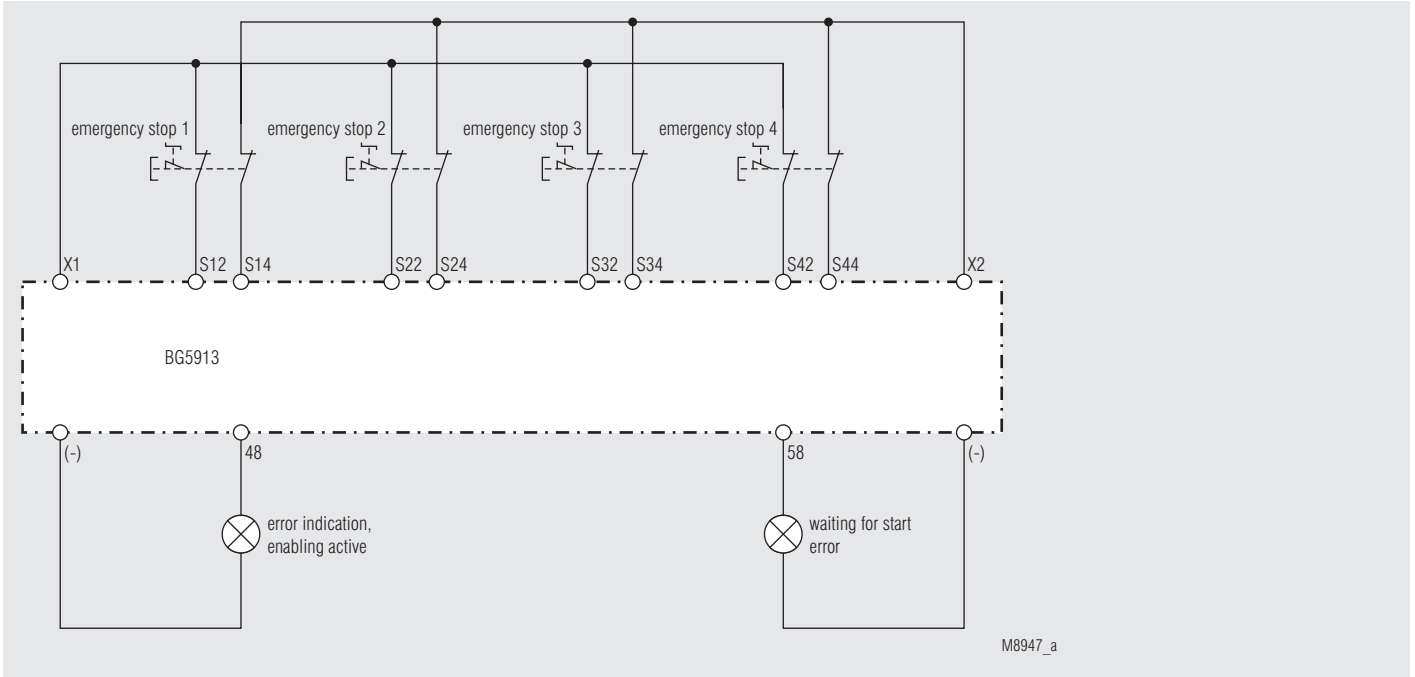 emergency stop 1
emergency stop 2
emergency stop 3
emergency stop 4
X1
S12
S14
S22
S24
S32
S34
S42
S44
X2
BG5913
(-)
48
58
(-)
error indication,
enabling active
waiting for start
error
M8947_a